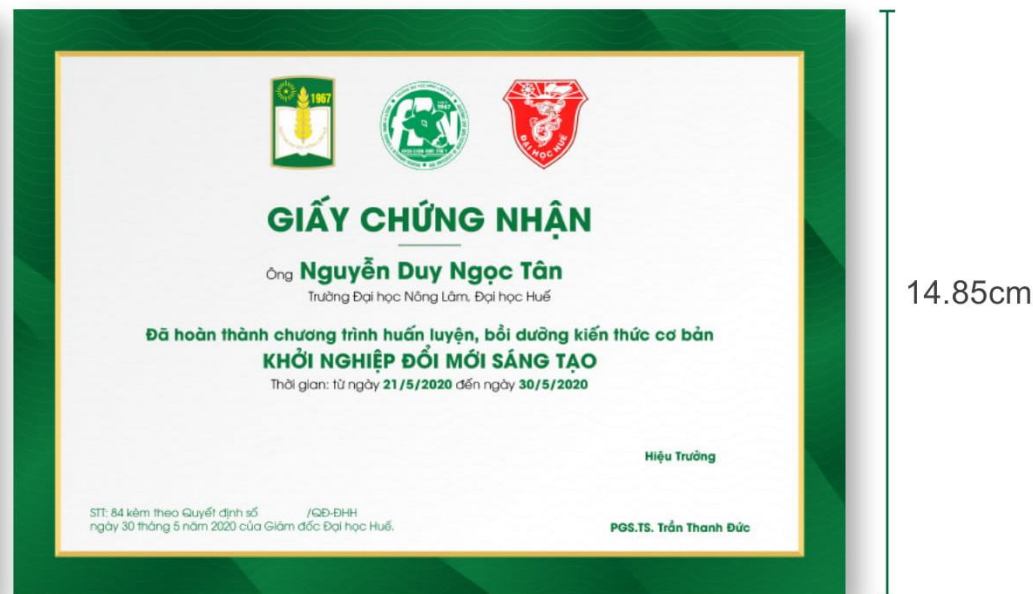 1967
1967
ĐẠI HỌC HUẾ
GIẤY CHỨNG NHẬN
Ông Nguyễn Duy Ngọc Tân
Trường Đại học Nông Lâm, Đại học Huế
Đã hoàn thành chương trình huấn luyện, bồi dưỡng kiến thức cơ bản
KHỞI NGHIỆP ĐỔI MỚI SÁNG TẠO
Thời gian: từ ngày 21/5/2020 đến ngày 30/5/2020
Hiệu Trưởng
STT: 84 kèm theo Quyết định số /QĐ-ĐHH
ngày 30 tháng 5 năm 2020 của Giám đốc Đại học Huế.
PGS.TS. Trần Thanh Đức
14.85cm